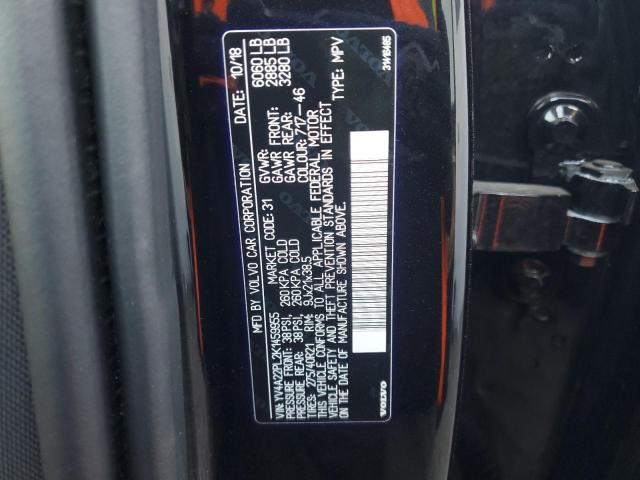 MFD BY VOLVO CAR CORPORATION DATE: 10/18
VIN: YV4A22PL2K1459955 MARKET CODE: 31 GVWR: 6060 LB
PRESSURE FRONT: 38PSI, 260KPA COLD GAWR FRONT: 2885 LB
PRESSURE REAR: 38PSI, 260KPA COLD GAWR REAR: 3280 LB
TIRES: 275/40R21 RIM: 9Jx21x38.5 COLOUR: 717-46
THIS VEHICLE CONFORMS TO ALL APPLICABLE FEDERAL MOTOR
VEHICLE SAFETY AND THEFT PREVENTION STANDARDS IN EFFECT
ON THE DATE OF MANUFACTURE SHOWN ABOVE.
TYPE: MPV
VOLVO 31416485